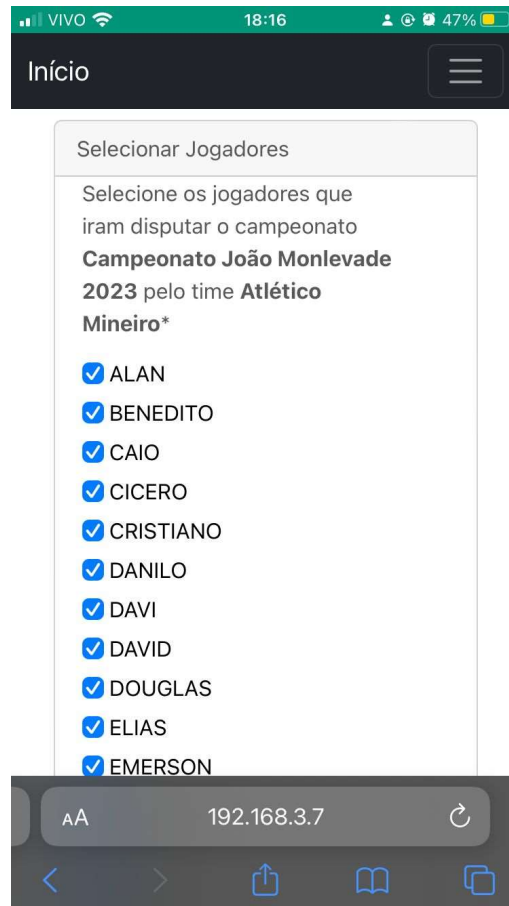 VIVO 18:16 47%
Início
Selecionar Jogadores
Selecione os jogadores que
iram disputar o campeonato
Campeonato João Monlevade
2023 pelo time Atlético
Mineiro*
ALAN
BENEDITO
CAIO
CICERO
CRISTIANO
DANILO
DAVI
DAVID
DOUGLAS
ELIAS
EMERSON
AA 192.168.3.7